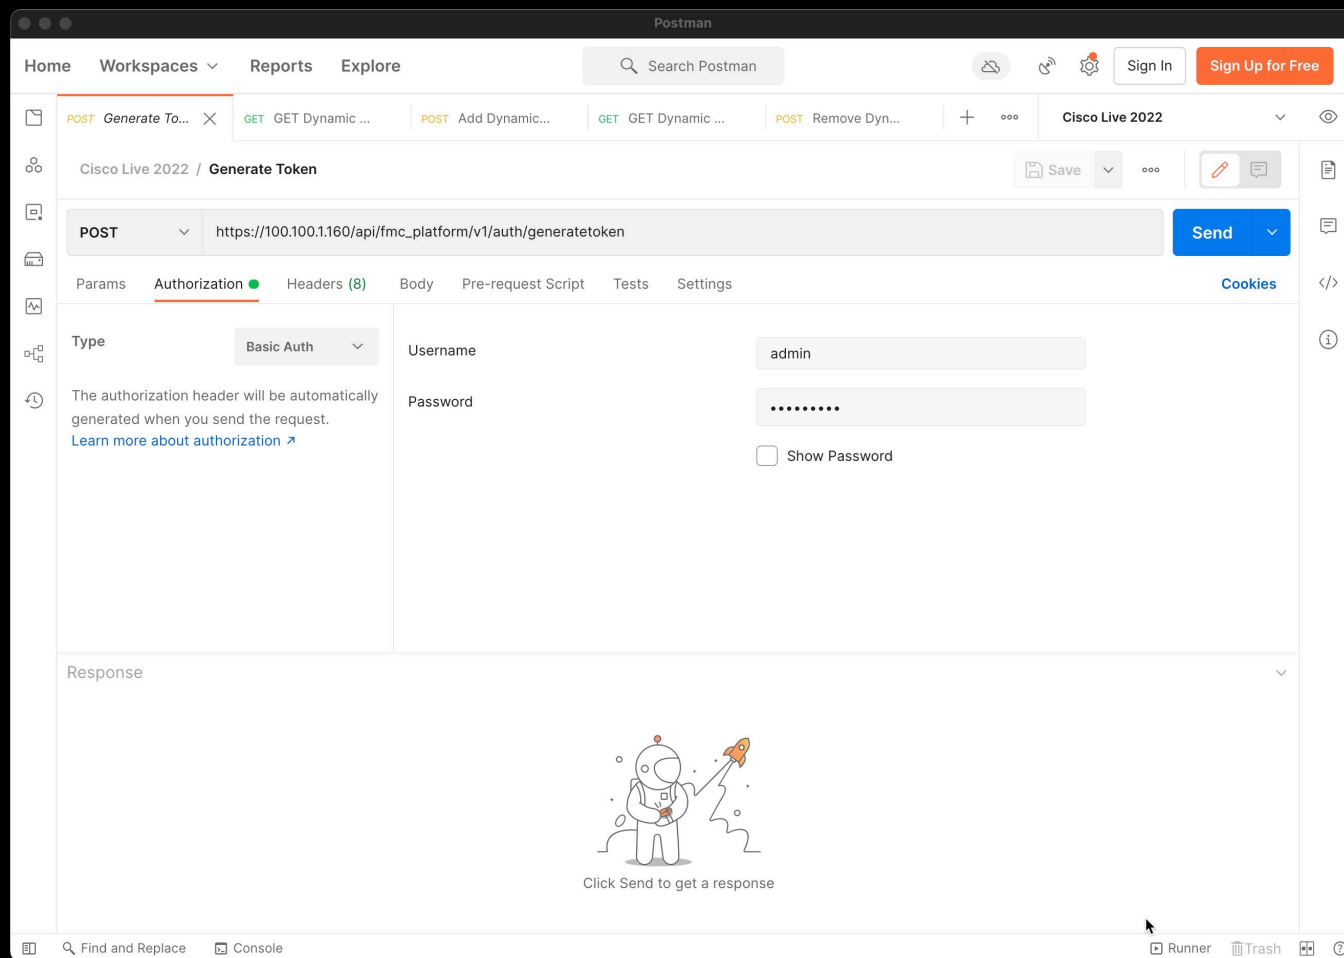 Postman
Home Workspaces Reports Explore Search Postman Sign In Sign Up for Free
POST Generate To... GET GET Dynamic ... POST Add Dynamic... GET GET Dynamic ... POST Remove Dyn... Cisco Live 2022
Cisco Live 2022 / Generate Token Save
POST https://100.100.1.160/api/fmc_platform/v1/auth/generatetoken Send
Params Authorization Headers (8) Body Pre-request Script Tests Settings Cookies
Type Basic Auth
The authorization header will be automatically
generated when you send the request.
Learn more about authorization ↗
Username admin
Password •••••••••
Show Password
Response
Click Send to get a response
Find and Replace Console Runner Trash